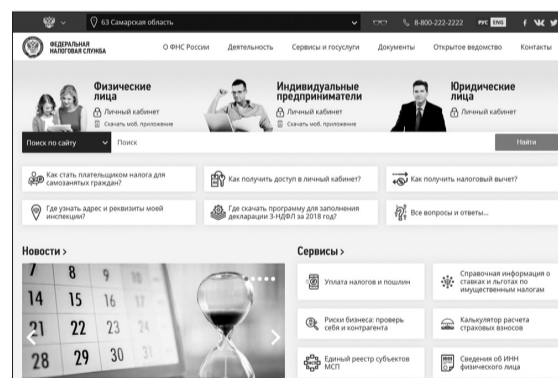 63 Самарская область
8-800-222-2222
РУС ENG
ФЕДЕРАЛЬНАЯ
НАЛОГОВАЯ СЛУЖБА
О ФНС России Деятельность Сервисы и госуслуги Документы Открытое ведомство Контакты
Физические
лица
Личный кабинет
Скачать моб. приложение
Индивидуальные
предприниматели
Личный кабинет
Скачать моб. приложение
Юридические
лица
Личный кабинет
Поиск по сайту Поиск Найти
Как стать плательщиком налога для
самозанятых граждан?
Как получить доступ в личный кабинет?
Как получить налоговый вычет?
Где узнать адрес и реквизиты моей
инспекции?
Где скачать программу для заполнения
декларации 3-НДФЛ за 2018 год?
Все вопросы и ответы...
Новости >
7 8 9 10
14 15 16 17
21 22 23 24
28 29 30 31
Сервисы >
Уплата налогов и пошлин
Справочная информация о
ставках и льготах по
имущественным налогам
Риски бизнеса: проверь
себя и контрагента
Калькулятор расчета
страховых взносов
Единый реестр субъектов
МСП
Сведения об ИНН
физического лица